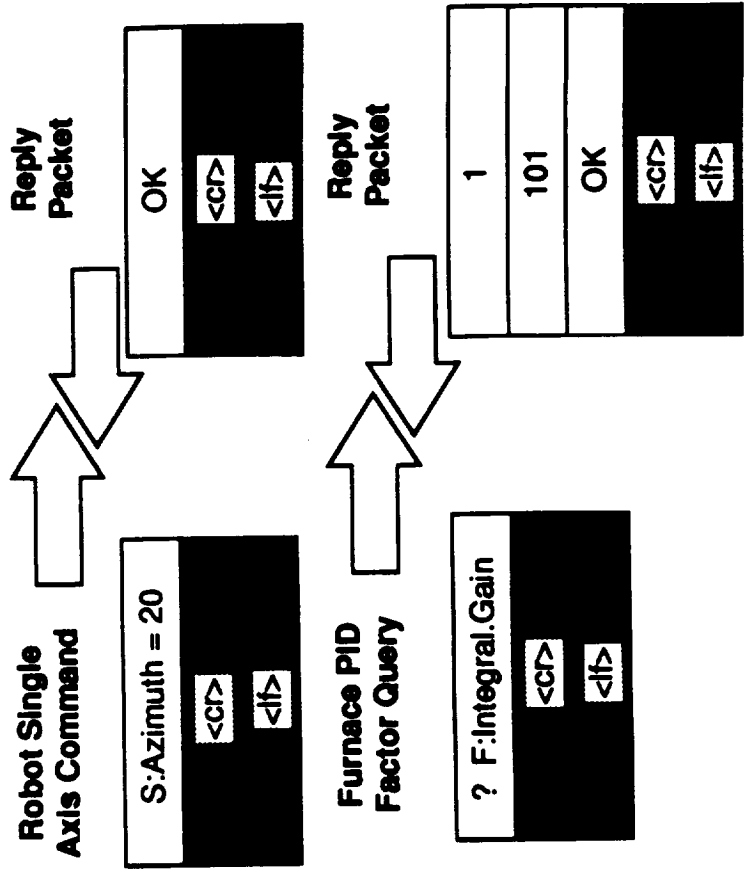 Robot Single
Axis Command
S:Azimuth = 20
<cr>
<lf>
Reply
Packet
OK
<cr>
<lf>
Furnace PID
Factor Query
? F:Integral.Gain
<cr>
<lf>
Reply
Packet
1
101
OK
<cr>
<lf>